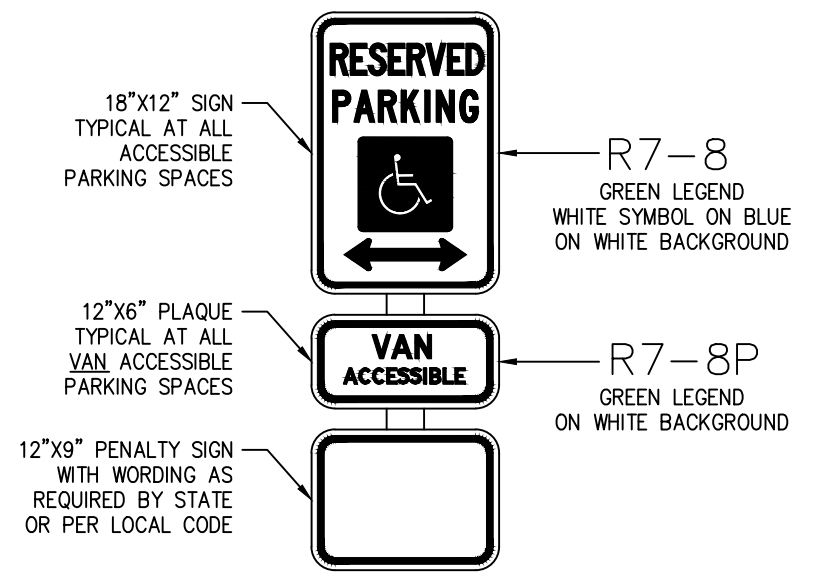 RESERVED
PARKING
18”X12” SIGN
TYPICAL AT ALL
ACCESSIBLE
PARKING SPACES
R7–8
GREEN LEGEND
WHITE SYMBOL ON BLUE
ON WHITE BACKGROUND
12”X6” PLAQUE
TYPICAL AT ALL
VAN ACCESSIBLE
PARKING SPACES
VAN
ACCESSIBLE
R7–8P
GREEN LEGEND
ON WHITE BACKGROUND
12”X9” PENALTY SIGN
WITH WORDING AS
REQUIRED BY STATE
OR PER LOCAL CODE